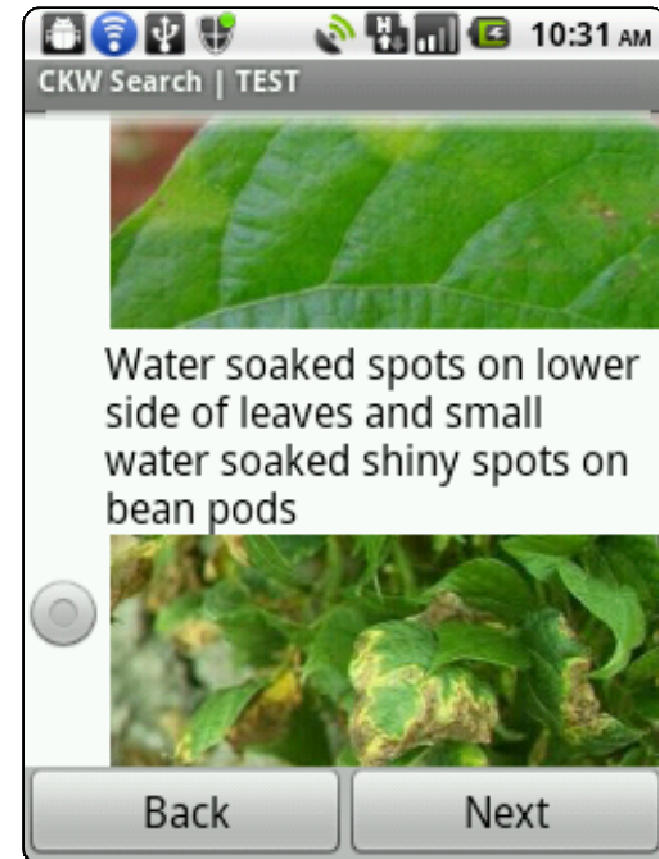 H
10:31 AM
CKW Search | TEST
Water soaked spots on lower
side of leaves and small
water soaked shiny spots on
bean pods
Back
Next